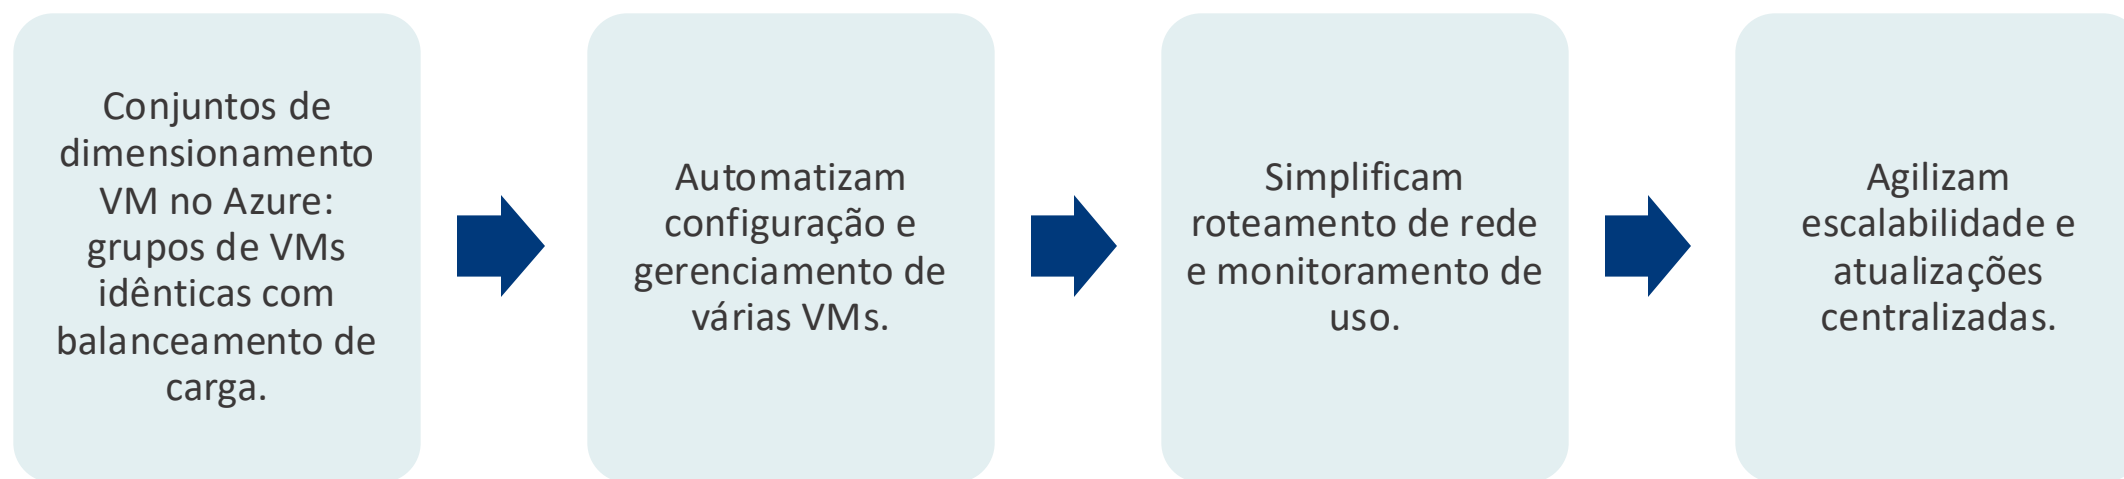 Conjuntos de
dimensionamento
VM no Azure:
grupos de VMs
idênticas com
balanceamento de
carga.
Automatizam
configuração e
gerenciamento de
várias VMs.
Simplificam
roteamento de rede
e monitoramento de
uso.
Agilizam
escalabilidade e
atualizações
centralizadas.